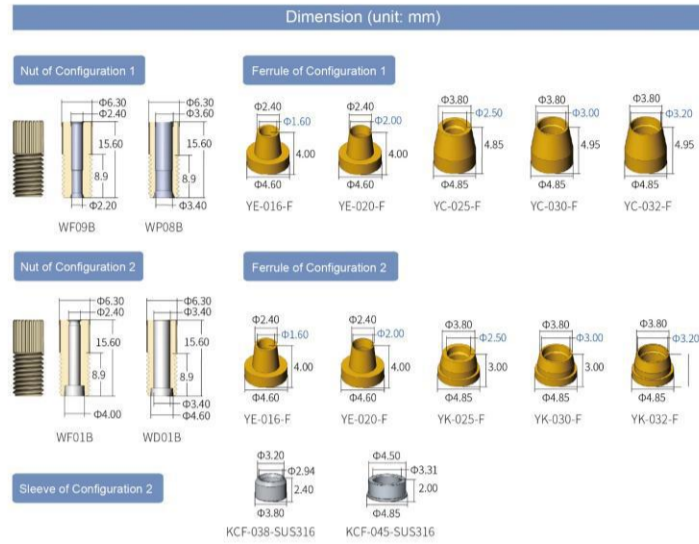 Dimension (unit: mm)
Nut of Configuration 1
Ferrule of Configuration 1
Φ6.30
Φ2.40
15.60
8.9
Φ2.20
WF09B
Φ6.30
Φ3.60
15.60
8.9
Φ3.40
WP08B
Φ2.40
Φ1.60
4.00
Φ4.60
YE-016-F
Φ2.40
Φ2.00
4.00
Φ4.60
YE-020-F
Φ3.80
Φ2.50
4.85
Φ4.85
YC-025-F
Φ3.80
Φ3.00
4.95
Φ4.85
YC-030-F
Φ3.80
Φ3.20
4.95
Φ4.85
YC-032-F
Nut of Configuration 2
Ferrule of Configuration 2
Φ6.30
Φ2.40
15.60
8.9
Φ4.00
WF01B
Φ6.30
Φ3.40
15.60
8.9
Φ3.40
Φ4.60
WD01B
Φ2.40
Φ1.60
4.00
Φ4.60
YE-016-F
Φ2.40
Φ2.00
4.00
Φ4.60
YE-020-F
Φ3.80
Φ2.50
3.00
Φ4.85
YK-025-F
Φ3.80
Φ3.00
3.00
Φ4.85
YK-030-F
Φ3.80
Φ3.20
Φ4.85
YK-032-F
Sleeve of Configuration 2
Φ3.20
Φ2.94
2.40
Φ3.80
KCF-038-SUS316
Φ4.50
Φ3.31
2.00
Φ4.85
KCF-045-SUS316